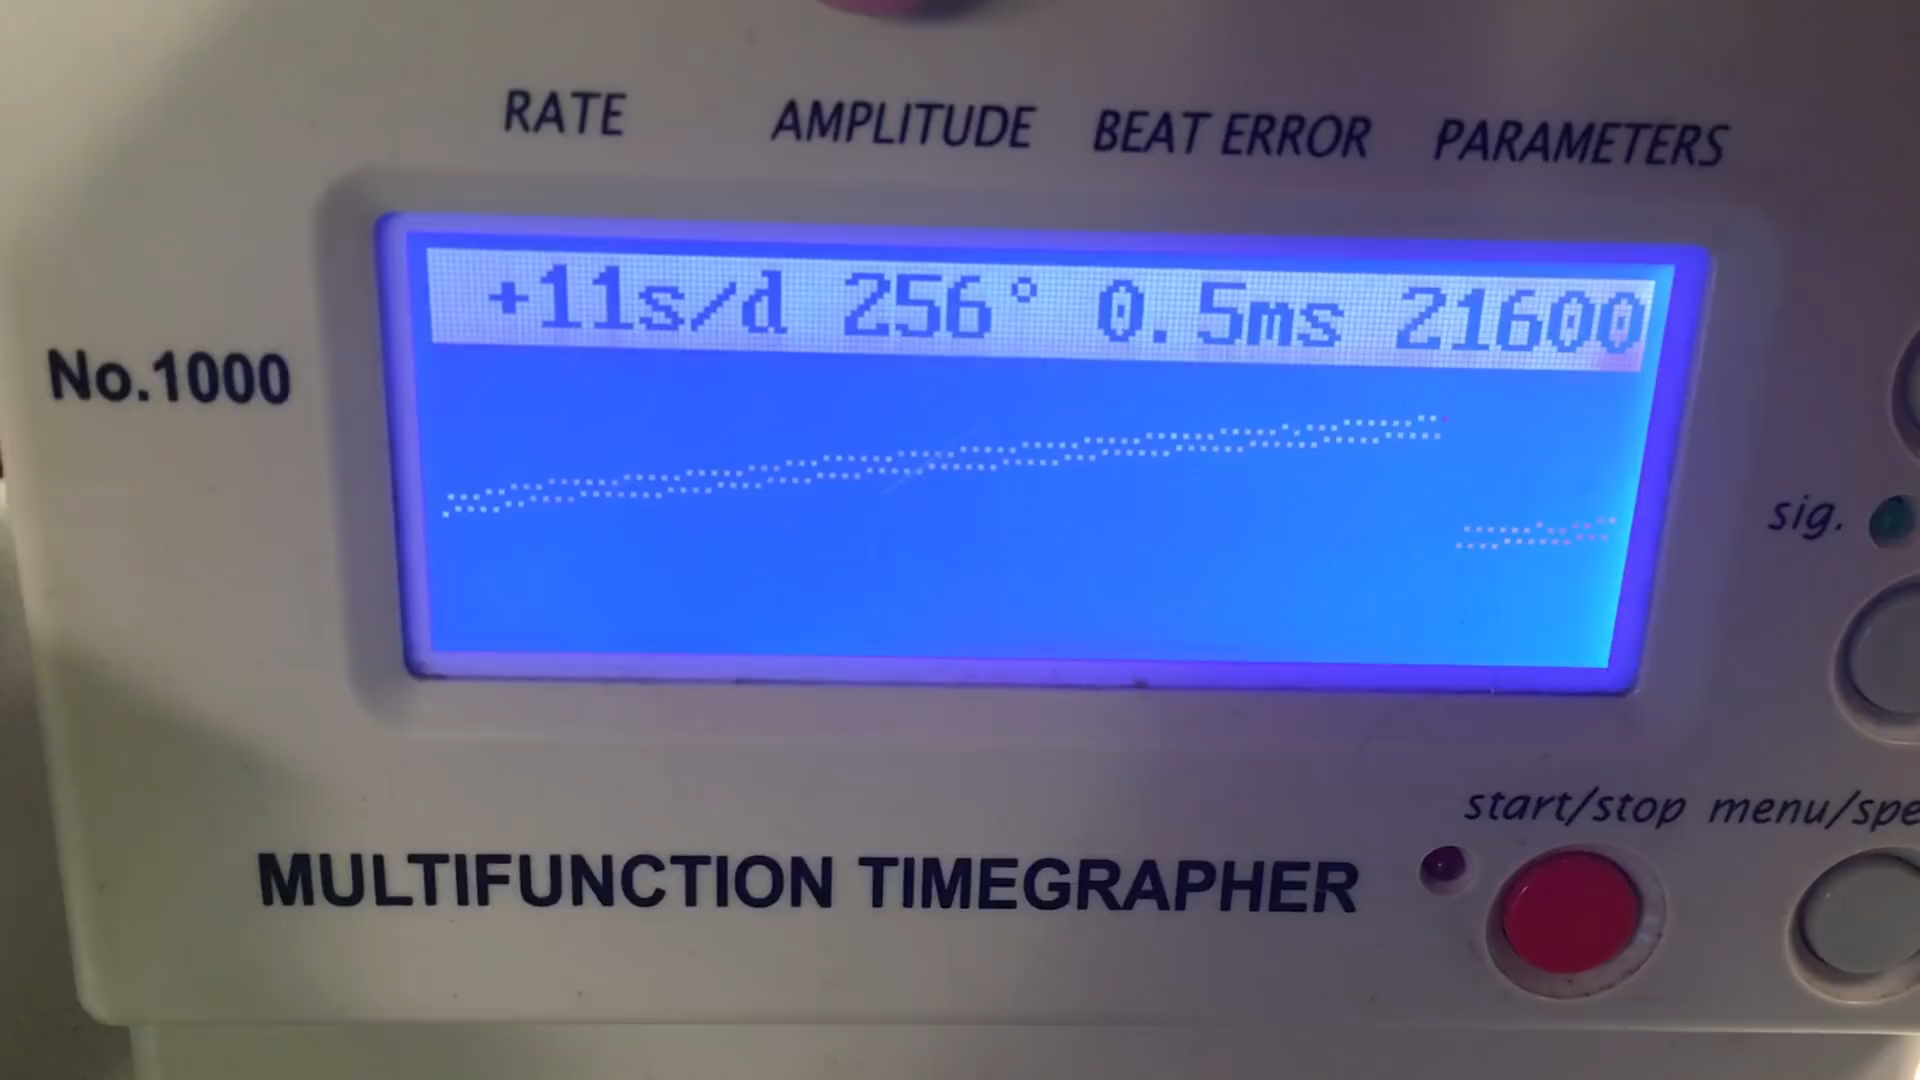 RATE AMPLITUDE BEAT ERROR PARAMETERS
+11s/d 256° 0.5ms 21600
No.1000
sig.
start/stop menu/spe
MULTIFUNCTION TIMEGRAPHER